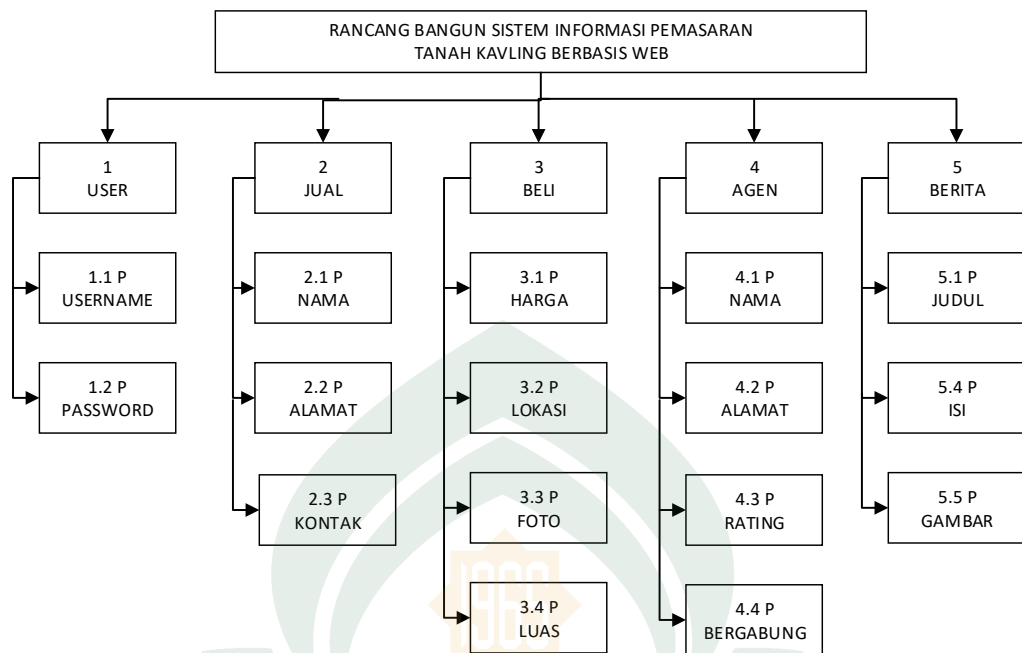 RANCANG BANGUN SISTEM INFORMASI PEMASARAN
TANAH KAVLING BERBASIS WEB
1
USER
2
JUAL
3
BELI
4
AGEN
5
BERITA
1.1 P
USERNAME
2.1 P
NAMA
3.1 P
HARGA
4.1 P
NAMA
5.1 P
JUDUL
1.2 P
PASSWORD
2.2 P
ALAMAT
3.2 P
LOKASI
4.2 P
ALAMAT
5.4 P
ISI
2.3 P
KONTAK
3.3 P
FOTO
4.3 P
RATING
5.5 P
GAMBAR
3.4 P
LUAS
4.4 P
BERGABUNG